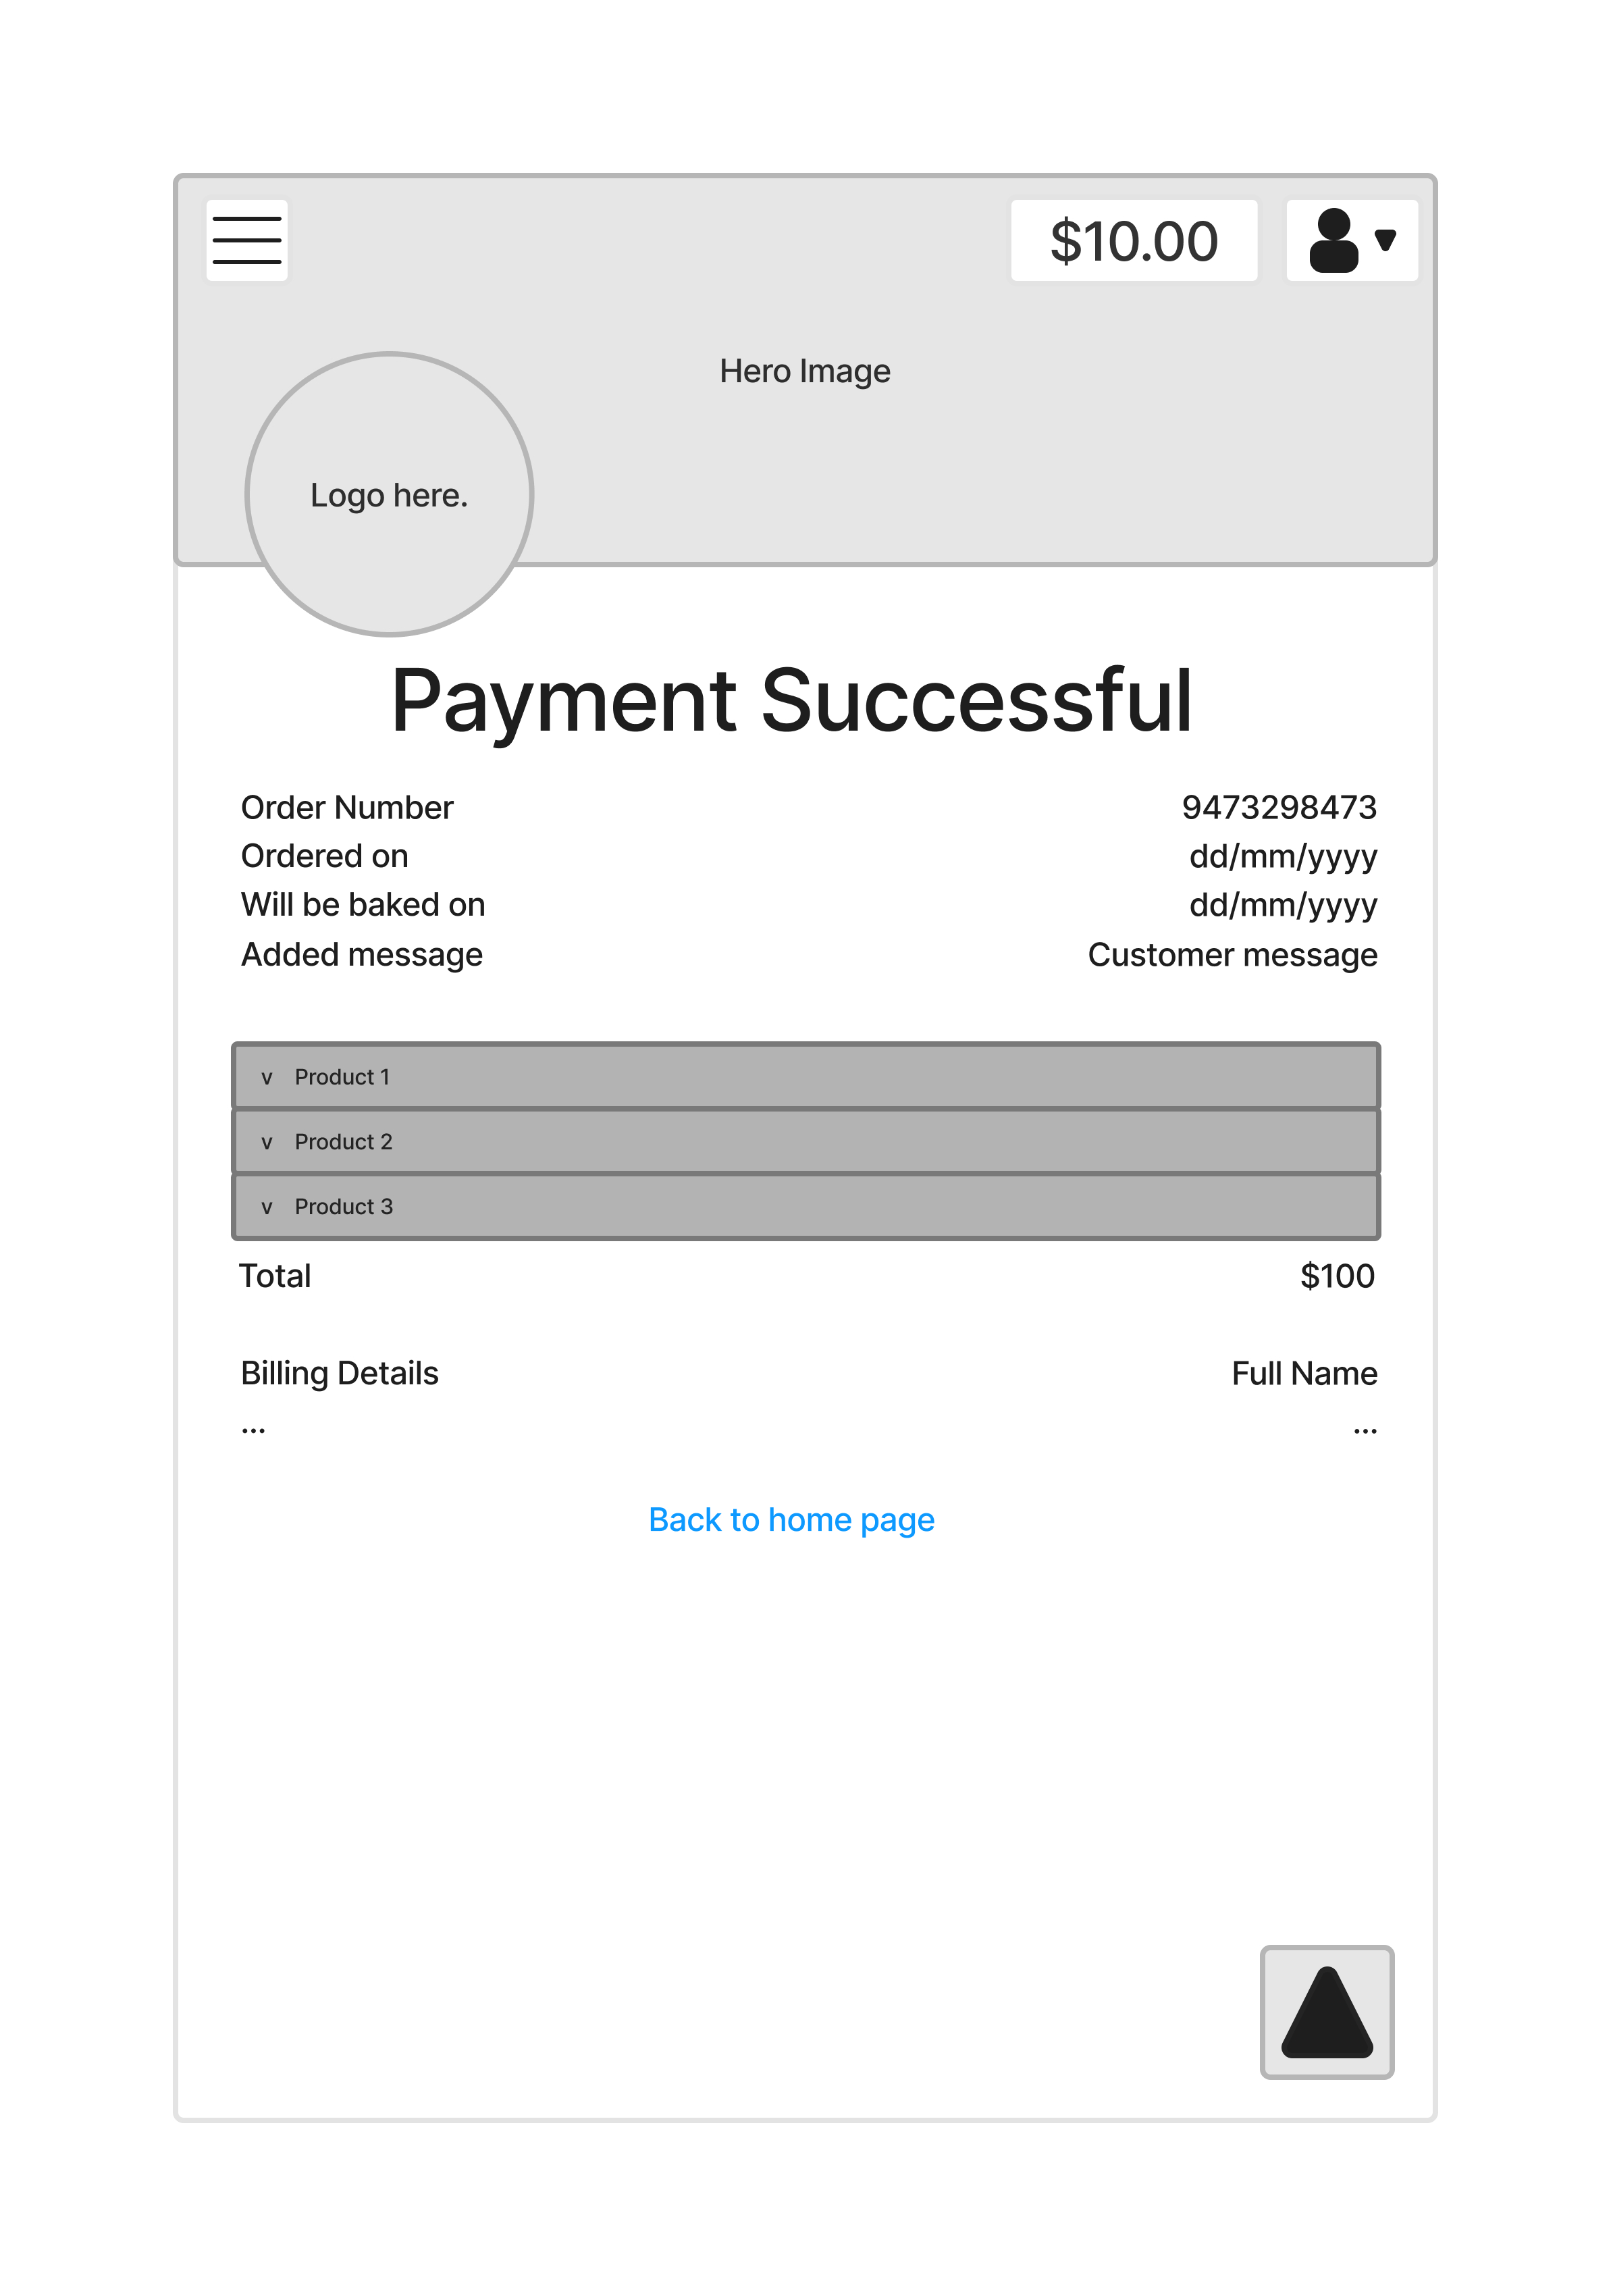 $10.00
Hero Image
Logo here.
Payment Successful
Order Number 9473298473
Ordered on dd/mm/yyyy
Will be baked on dd/mm/yyyy
Added message Customer message
v Product 1
v Product 2
v Product 3
Total $100
Billing Details Full Name
... ...
Back to home page